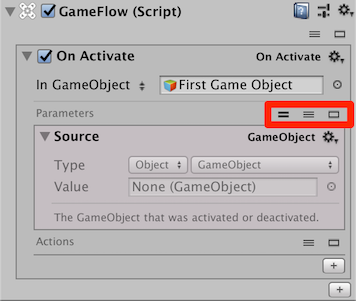 GameFlow (Script)
On Activate On Activate
In GameObject First Game Object
Parameters
Source GameObject
Type Object GameObject
Value None (GameObject)
The GameObject that was activated or deactivated.
Actions
+
+